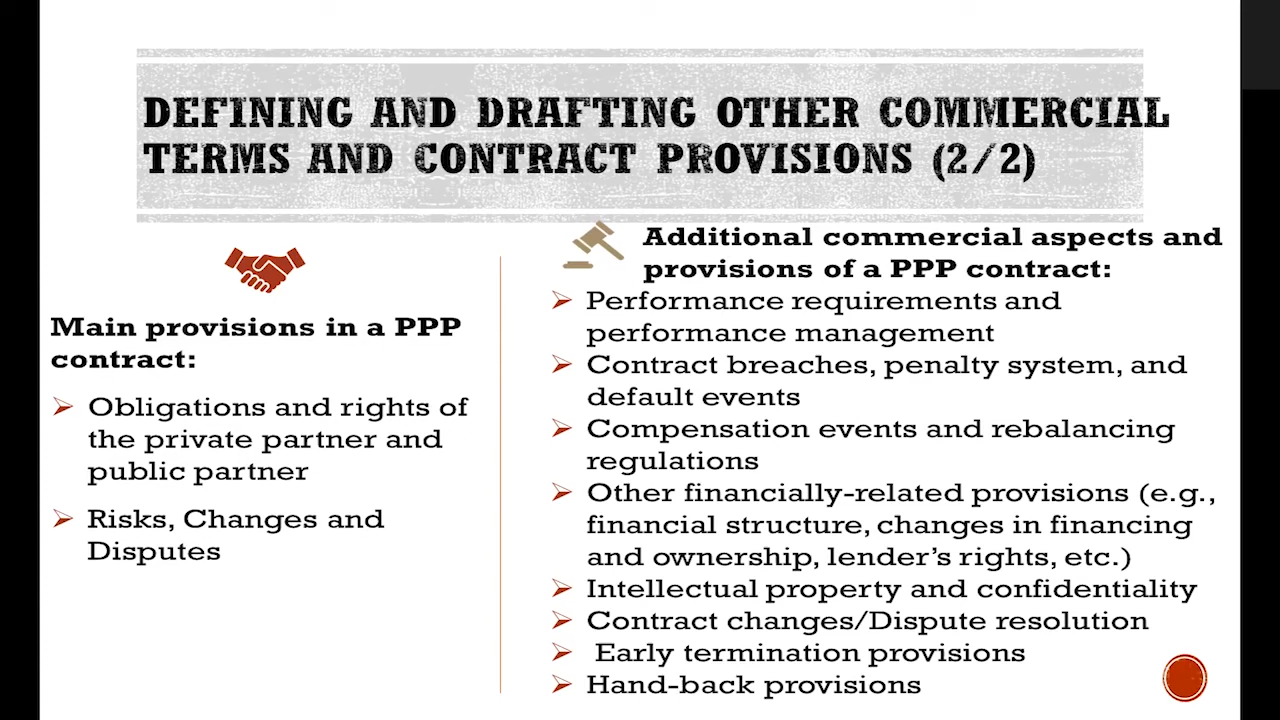 DEFINING AND DRAFTING OTHER COMMERCIAL
TERMS AND CONTRACT PROVISIONS (2/2)
Main provisions in a PPP
contract:
Obligations and rights of
the private partner and
public partner
Risks, Changes and
Disputes
Additional commercial aspects and
provisions of a PPP contract:
Performance requirements and
performance management
Contract breaches, penalty system, and
default events
Compensation events and rebalancing
regulations
Other financially-related provisions (e.g.,
financial structure, changes in financing
and ownership, lender's rights, etc.)
Intellectual property and confidentiality
Contract changes/Dispute resolution
Early termination provisions
Hand-back provisions